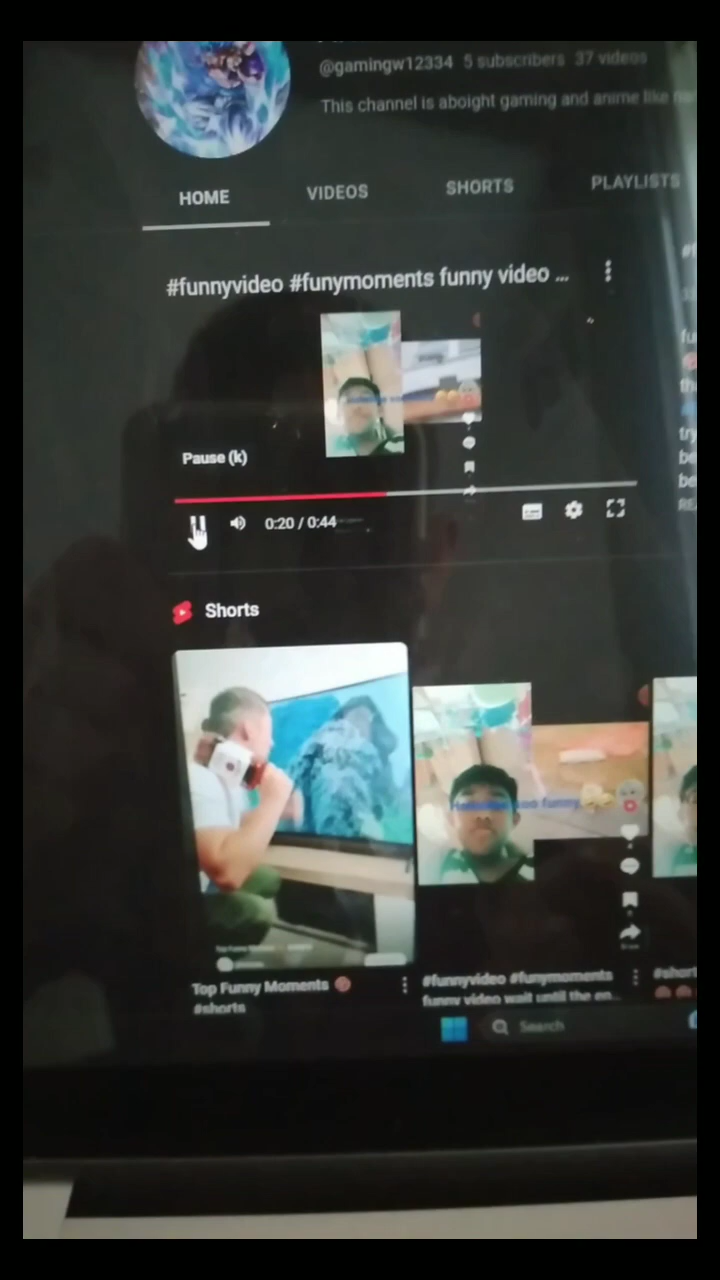 @gamingw12334 5 subscribers 37 videos
This channel is aboight gaming and anime like
HOME VIDEOS SHORTS PLAYLISTS
#funnyvideo #funymoments funny video ...
Pause (k)
0:20 / 0:44
Shorts
soo funny
Top Funny Moments
#shorts
#funnyvideo #funymoments
funny video wait until the en...
Search